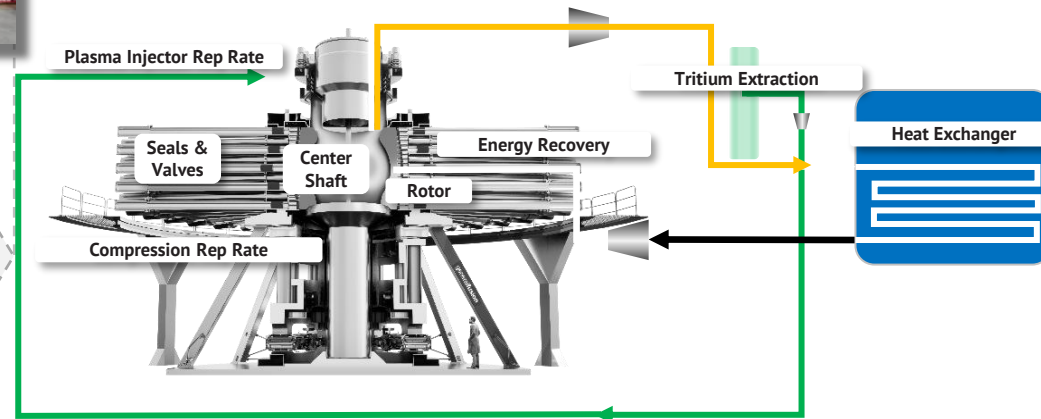 Plasma Injector Rep Rate
Tritium Extraction
Heat Exchanger
Seals &
Valves
Center
Shaft
Energy Recovery
Rotor
Compression Rep Rate